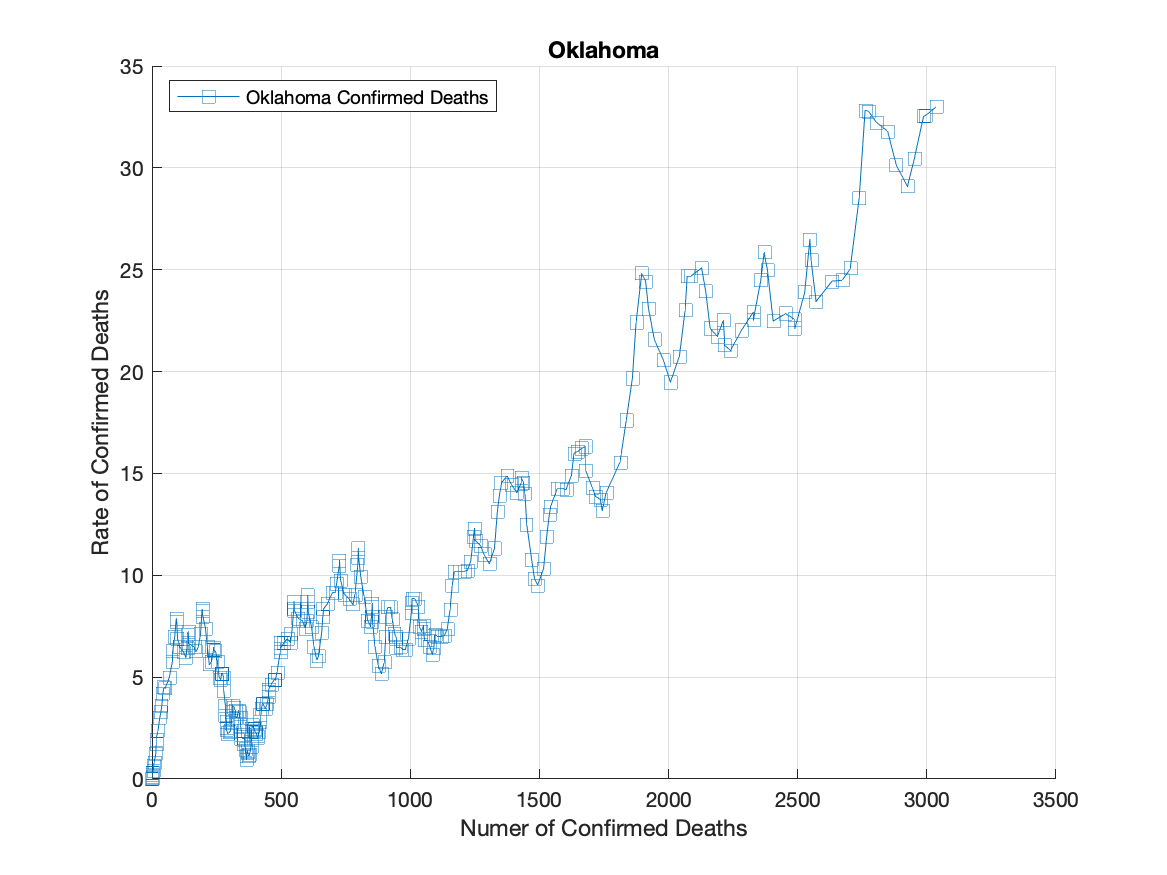 Oklahoma
Oklahoma Confirmed Deaths
Rate of Confirmed Deaths
35
30
25
20
15
10
5
0
0 500 1000 1500 2000 2500 3000 3500
Numer of Confirmed Deaths